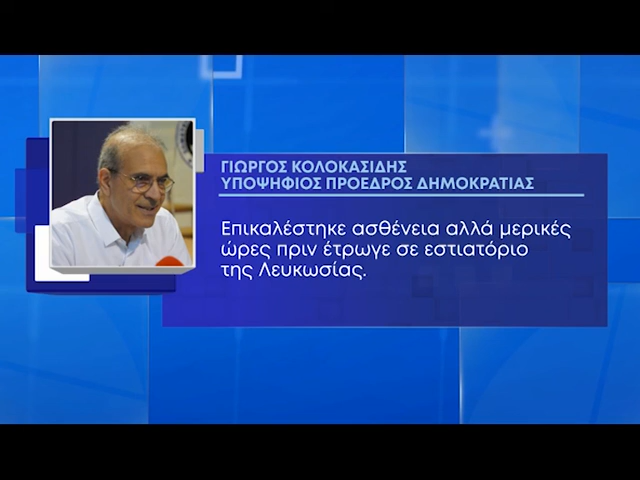 ΓΙΩΡΓΟΣ ΚΟΛΟΚΑΣΙΔΗΣ
ΥΠΟΨΗΦΙΟΣ ΠΡΟΕΔΡΟΣ ΔΗΜΟΚΡΑΤΙΑΣ
Επικαλέστηκε ασθένεια αλλά μερικές
ώρες πριν έτρωγε σε εστιατόριο
της Λευκωσίας.